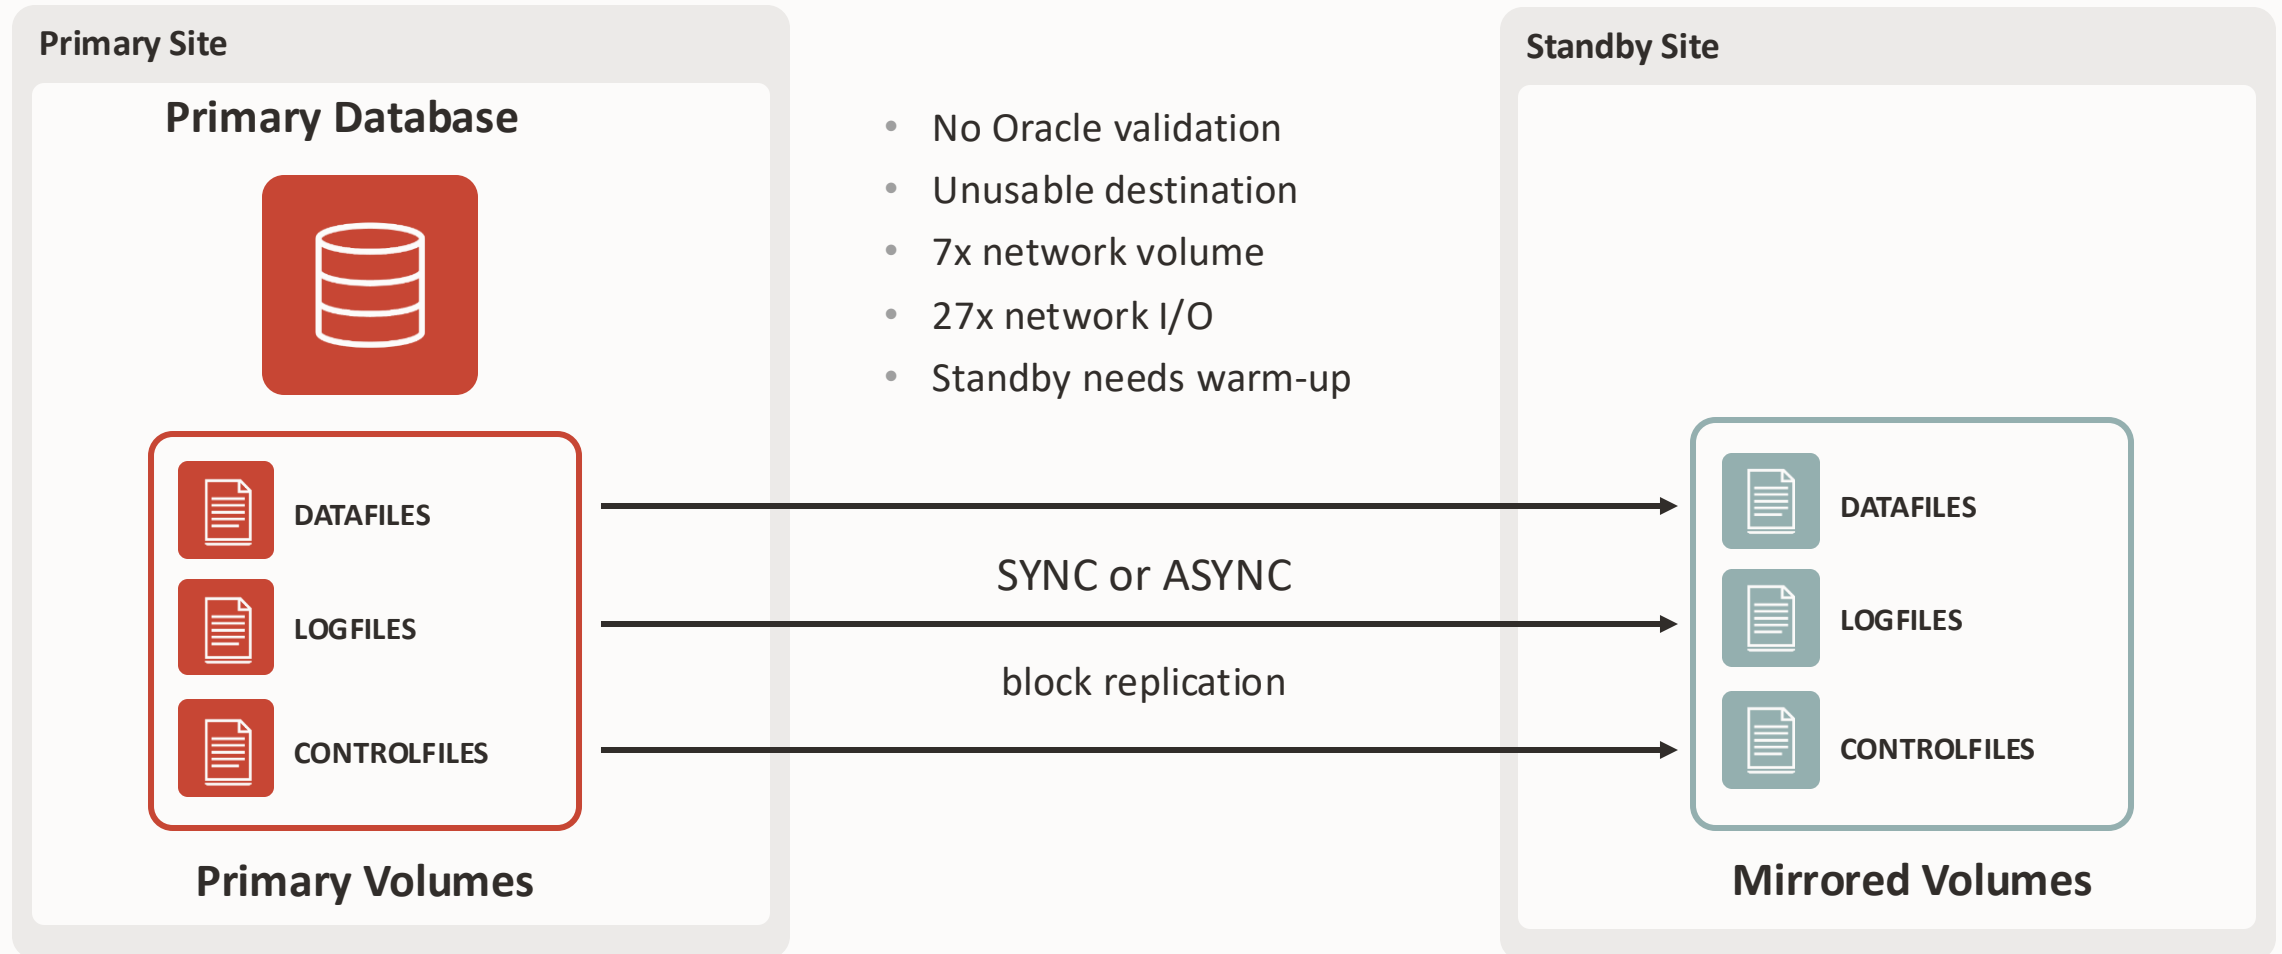 Primary Site
Primary Database
DATAFILES
LOGFILES
CONTROLFILES
Primary Volumes
• No Oracle validation
• Unusable destination
• 7x network volume
• 27x network I/O
• Standby needs warm-up
SYNC or ASYNC
block replication
Standby Site
DATAFILES
LOGFILES
CONTROLFILES
Mirrored Volumes